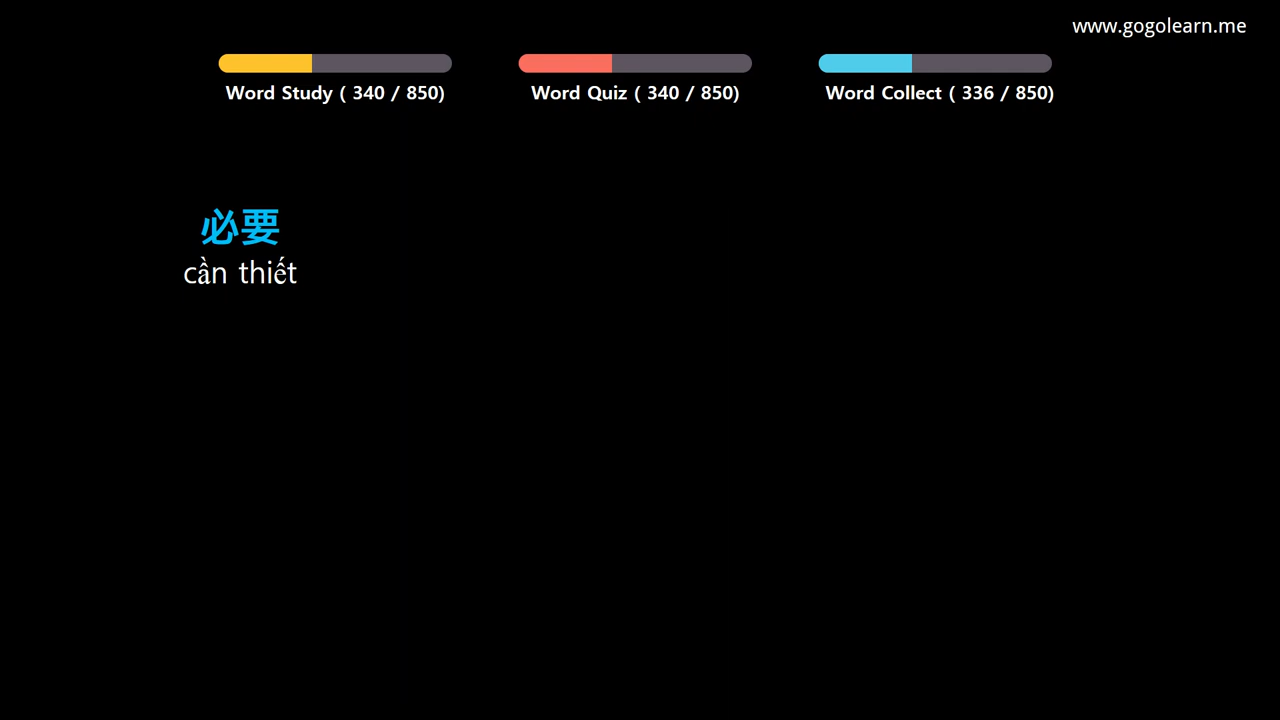 www.gogolearn.me
Word Study ( 340 / 850)
Word Quiz ( 340 / 850)
Word Collect ( 336 / 850)
必要
cần thiết